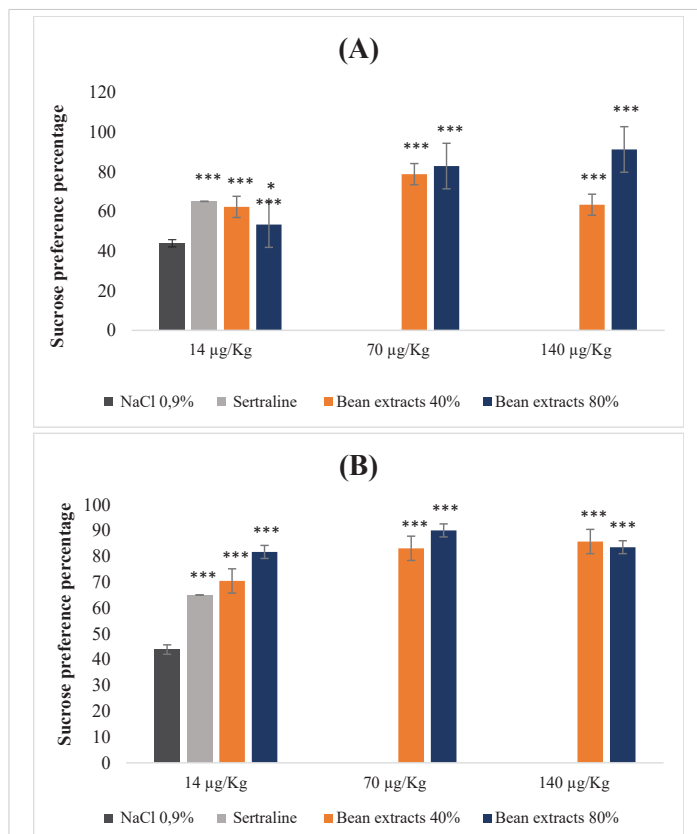 (A)
Sucrose preference percentage
120
100
80
60
40
20
0
*** *** * *** *** *** *** ***
14 µg/Kg 70 µg/Kg 140 µg/Kg
NaCl 0,9% Sertraline Bean extracts 40% Bean extracts 80%
(B)
Sucrose preference percentage
100
90
80
70
60
50
40
30
20
10
0
*** *** *** *** *** *** ***
14 µg/Kg 70 µg/Kg 140 µg/Kg
NaCl 0,9% Sertraline Bean extracts 40% Bean extracts 80%